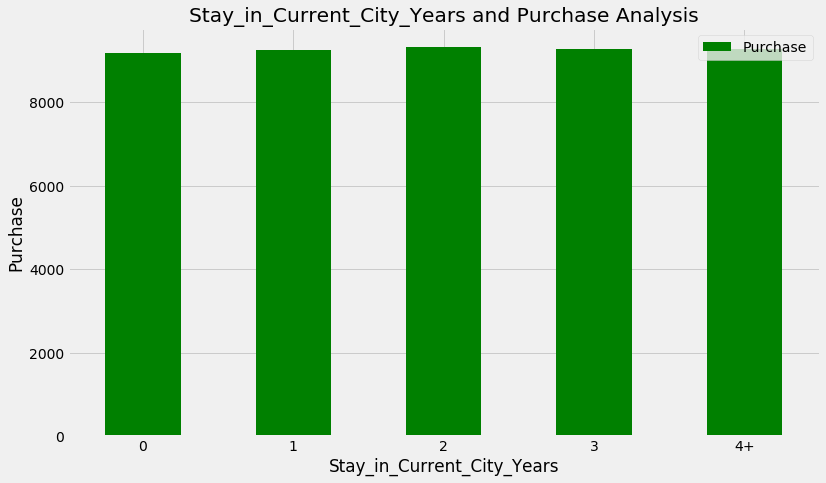 Stay_in_Current_City_Years and Purchase Analysis
Purchase
Purchase
8000
6000
4000
2000
0
0 1 2 3 4+
Stay_in_Current_City_Years